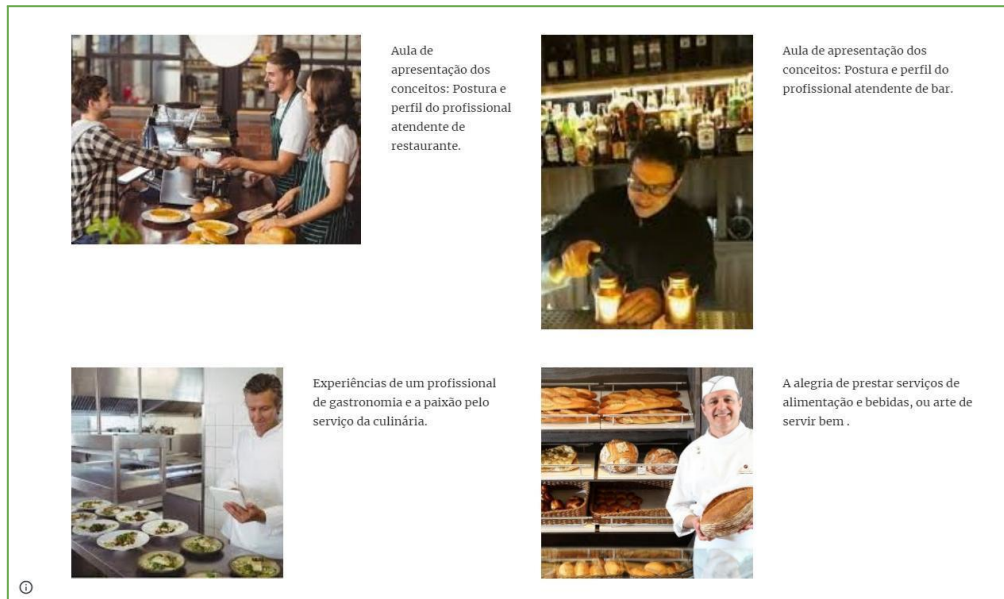 Aula de
apresentação dos
conceitos: Postura e
perfil do profissional
atendente de
restaurante.
Aula de apresentação dos
conceitos: Postura e perfil do
profissional atendente de bar.
Experiências de um profissional
de gastronomia e a paixão pelo
serviço da culinária.
A alegria de prestar serviços de
alimentação e bebidas, ou arte de
servir bem .